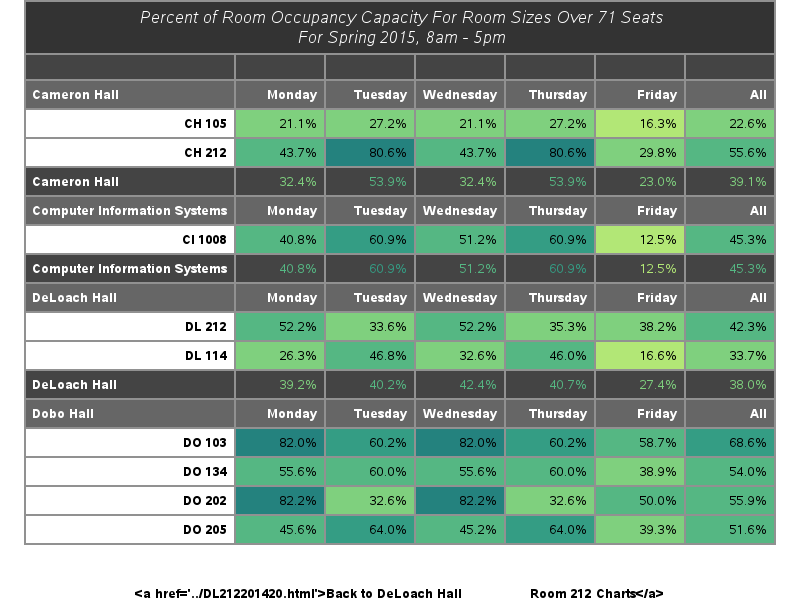 Percent of Room Occupancy Capacity For Room Sizes Over 71 Seats
For Spring 2015, 8am - 5pm
Cameron Hall Monday Tuesday Wednesday Thursday Friday All
CH 105 21.1% 27.2% 21.1% 27.2% 16.3% 22.6%
CH 212 43.7% 80.6% 43.7% 80.6% 29.8% 55.6%
Cameron Hall 32.4% 53.9% 32.4% 53.9% 23.0% 39.1%
Computer Information Systems Monday Tuesday Wednesday Thursday Friday All
CI 1008 40.8% 60.9% 51.2% 60.9% 12.5% 45.3%
Computer Information Systems 40.8% 60.9% 51.2% 60.9% 12.5% 45.3%
DeLoach Hall Monday Tuesday Wednesday Thursday Friday All
DL 212 52.2% 33.6% 52.2% 35.3% 38.2% 42.3%
DL 114 26.3% 46.8% 32.6% 46.0% 16.6% 33.7%
DeLoach Hall 39.2% 40.2% 42.4% 40.7% 27.4% 38.0%
Dobo Hall Monday Tuesday Wednesday Thursday Friday All
DO 103 82.0% 60.2% 82.0% 60.2% 58.7% 68.6%
DO 134 55.6% 60.0% 55.6% 60.0% 38.9% 54.0%
DO 202 82.2% 32.6% 82.2% 32.6% 50.0% 55.9%
DO 205 45.6% 64.0% 45.2% 64.0% 39.3% 51.6%
<a href='../DL212201420.html'>Back to DeLoach Hall Room 212 Charts</a>